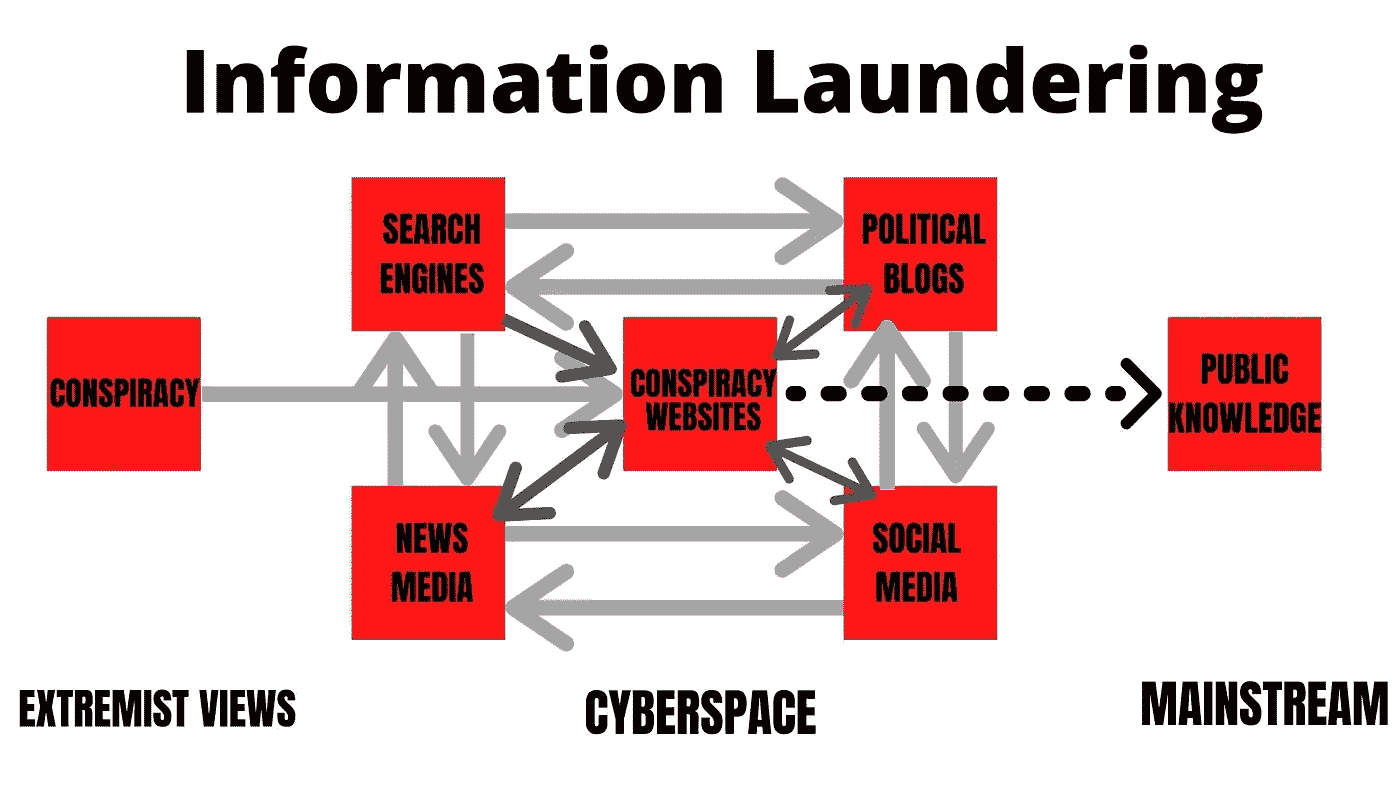 Information Laundering
SEARCH
ENGINES
POLITICAL
BLOGS
CONSPIRACY
CONSPIRACY
WEBSITES
PUBLIC
KNOWLEDGE
NEWS
MEDIA
SOCIAL
MEDIA
EXTREMIST VIEWS
CYBERSPACE
MAINSTREAM